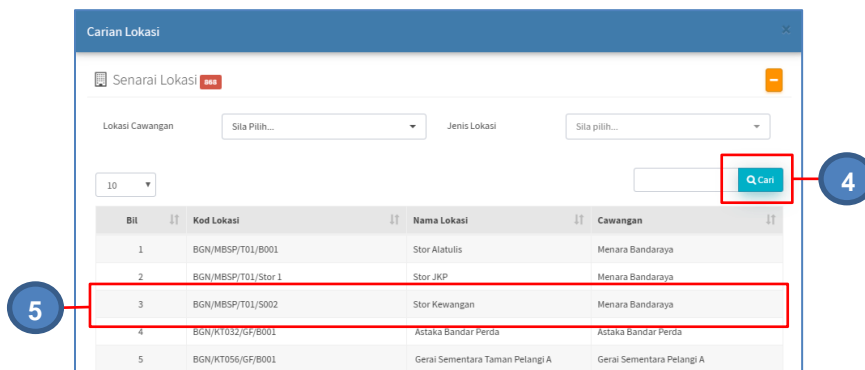 Carian Lokasi ×
Senarai Lokasi 868
Lokasi Cawangan Sila Pilih... Jenis Lokasi Sila pilih...
10 Cari 4
Bil Kod Lokasi Nama Lokasi Cawangan
1 BGN/MBSP/T01/B001 Stor Alatulis Menara Bandaraya
2 BGN/MBSP/T01/Stor 1 Stor JKP Menara Bandaraya
5 3 BGN/MBSP/T01/S002 Stor Kewangan Menara Bandaraya
4 BGN/KT032/GF/B001 Astaka Bandar Perda Astaka Bandar Perda
5 BGN/KT056/GF/B001 Gerai Sementara Taman Pelangi A Gerai Sementara Pelangi A